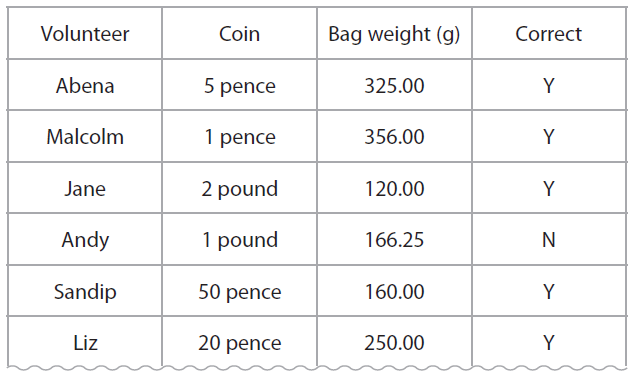 Volunteer Coin Bag weight (g) Correct
Abena 5 pence 325.00 Y
Malcolm 1 pence 356.00 Y
Jane 2 pound 120.00 Y
Andy 1 pound 166.25 N
Sandip 50 pence 160.00 Y
Liz 20 pence 250.00 Y